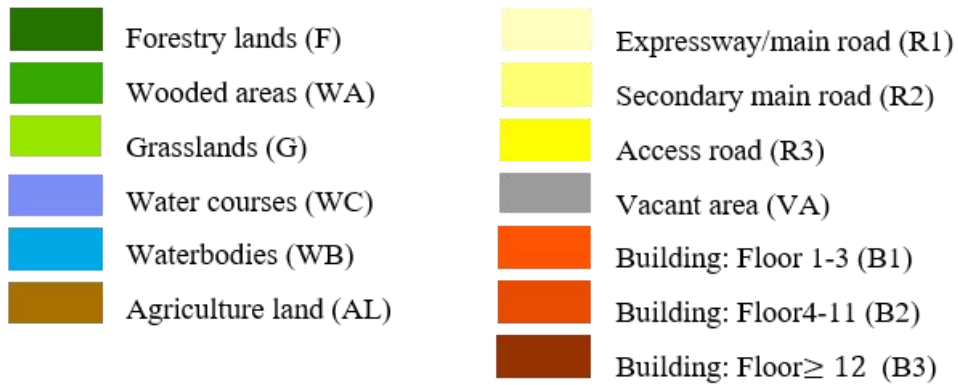 Forestry lands (F)
Wooded areas (WA)
Grasslands (G)
Water courses (WC)
Waterbodies (WB)
Agriculture land (AL)
Expressway/main road (R1)
Secondary main road (R2)
Access road (R3)
Vacant area (VA)
Building: Floor 1-3 (B1)
Building: Floor4-11 (B2)
Building: Floor≥ 12 (B3)